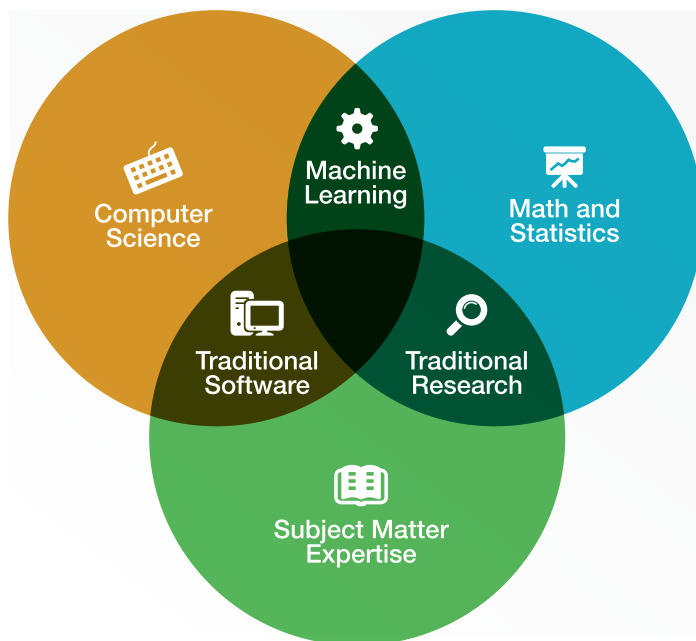 Machine
Learning
Computer
Science
Math and
Statistics
Traditional
Software
Traditional
Research
Subject Matter
Expertise